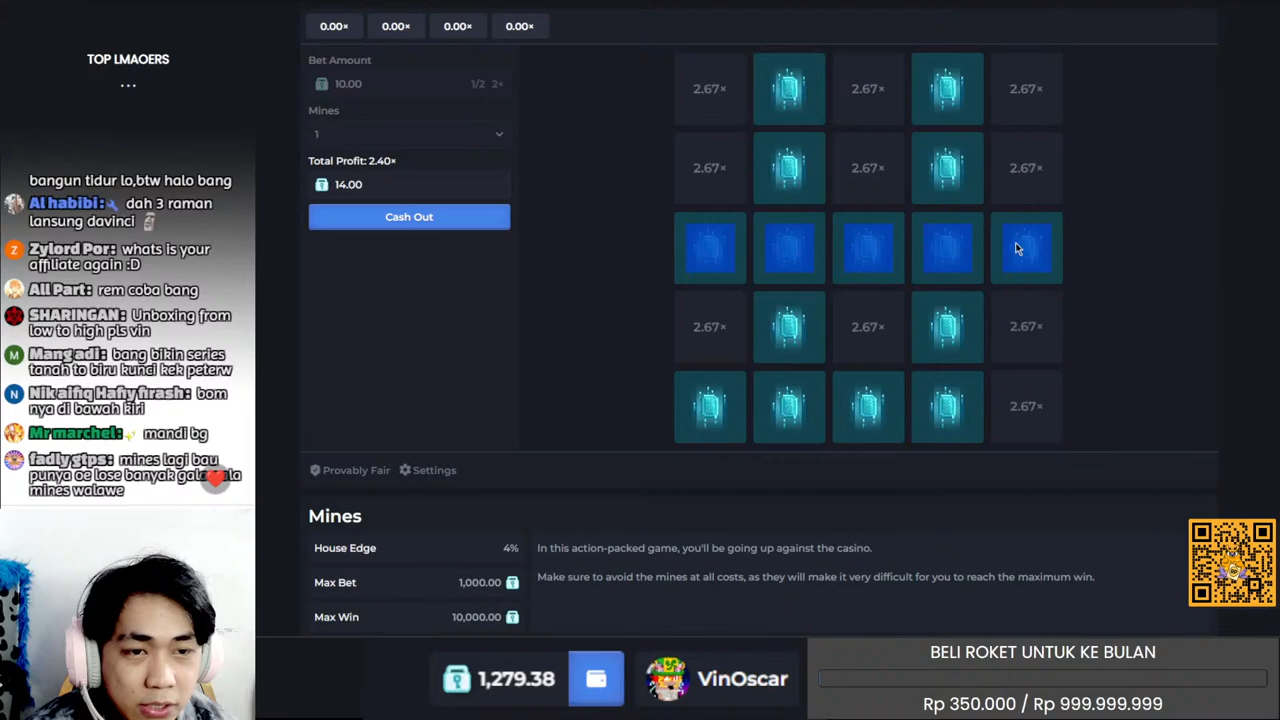 TOP LMAOERS
...
bangun tidur lo,btw halo bang
Al habibi: dah 3 raman
lansung davinci
Zylord Por: whats is your
affiliate again :D
All Part: rem coba bang
SHARINGAN: Unboxing from
low to high pls vin
Mang adi: bang bikin series
tanah to biru kunci kek peterw
Nik afiq Hafiy firash: bom
nya di bawah kiri
Mr marchel: mandi bg
fadly gtps: mines lagi bau
punya oe lose banyak gala
mines walawe
0.00× 0.00× 0.00× 0.00×
Bet Amount
10.00 1/2 2×
Mines
1
Total Profit: 2.40×
14.00
Cash Out
2.67× 2.67× 2.67×
2.67× 2.67×
2.67× 2.67× 2.67×
2.67×
Provably Fair Settings
Mines
House Edge 4%
Max Bet 1,000.00
Max Win 10,000.00
In this action-packed game, you'll be going up against the casino.
Make sure to avoid the mines at all costs, as they will make it very difficult for you to reach the maximum win.
1,279.38
VinOscar
BELI ROKET UNTUK KE BULAN
Rp 350.000 / Rp 999.999.999